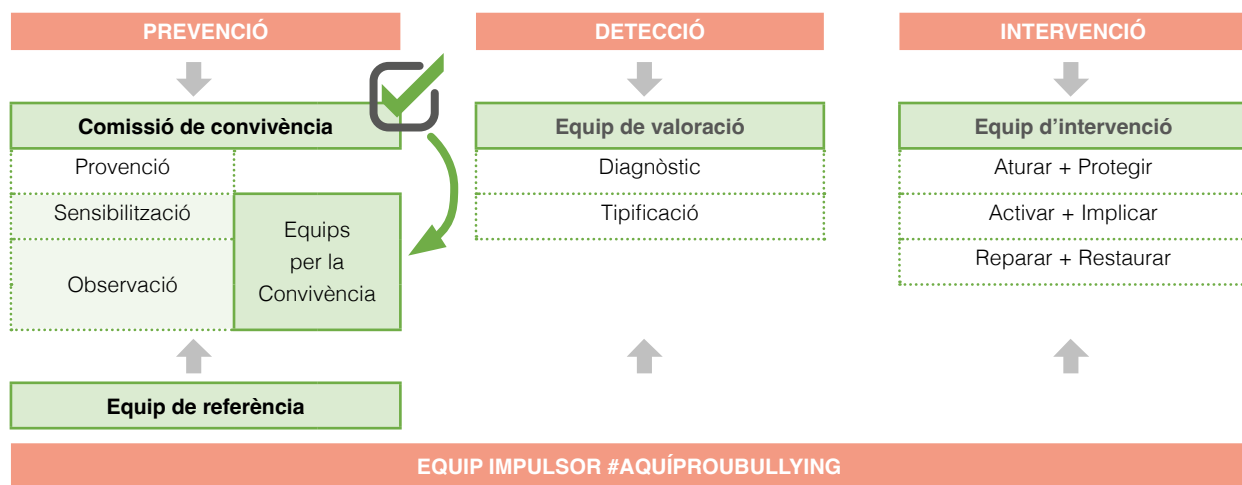 PREVENCIÓ
DETECCIÓ
INTERVENCIÓ
Comissió de convivència
Equip de valoració
Equip d'intervenció
Provenció
Sensibilització
Observació
Equips
per la
Convivència
Diagnòstic
Tipificació
Aturar + Protegir
Activar + Implicar
Reparar + Restaurar
Equip de referència
EQUIP IMPULSOR #AQUÍPROUBULLYING